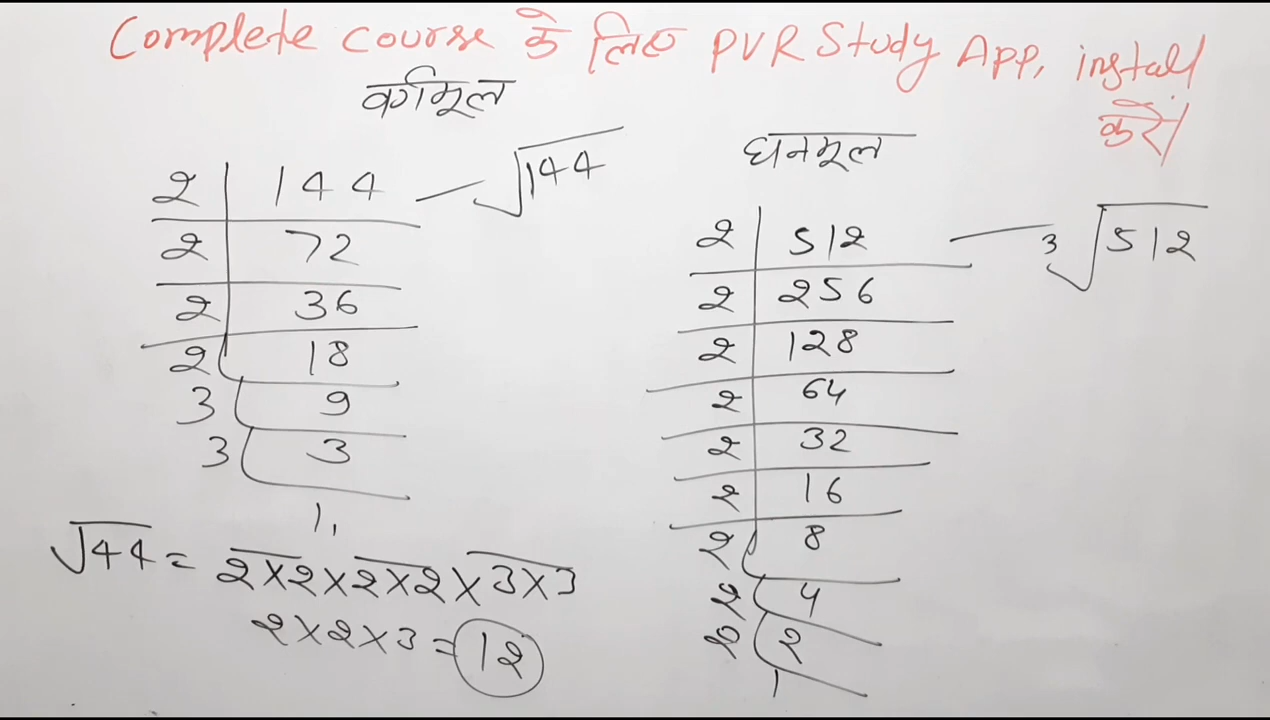 Complete course के लिए PVR Study App, install
करें।
वर्गमूल
2 | 144 — √144
2 | 72
2 | 36
2 | 18
3 | 9
3 | 3
1,
√44 = 2×2×2×2×3×3
2×2×3 = 12
घनमूल
2 | 512 — 3√512
2 | 256
2 | 128
2 | 64
2 | 32
2 | 16
2 | 8
2 | 4
2 | 2
1